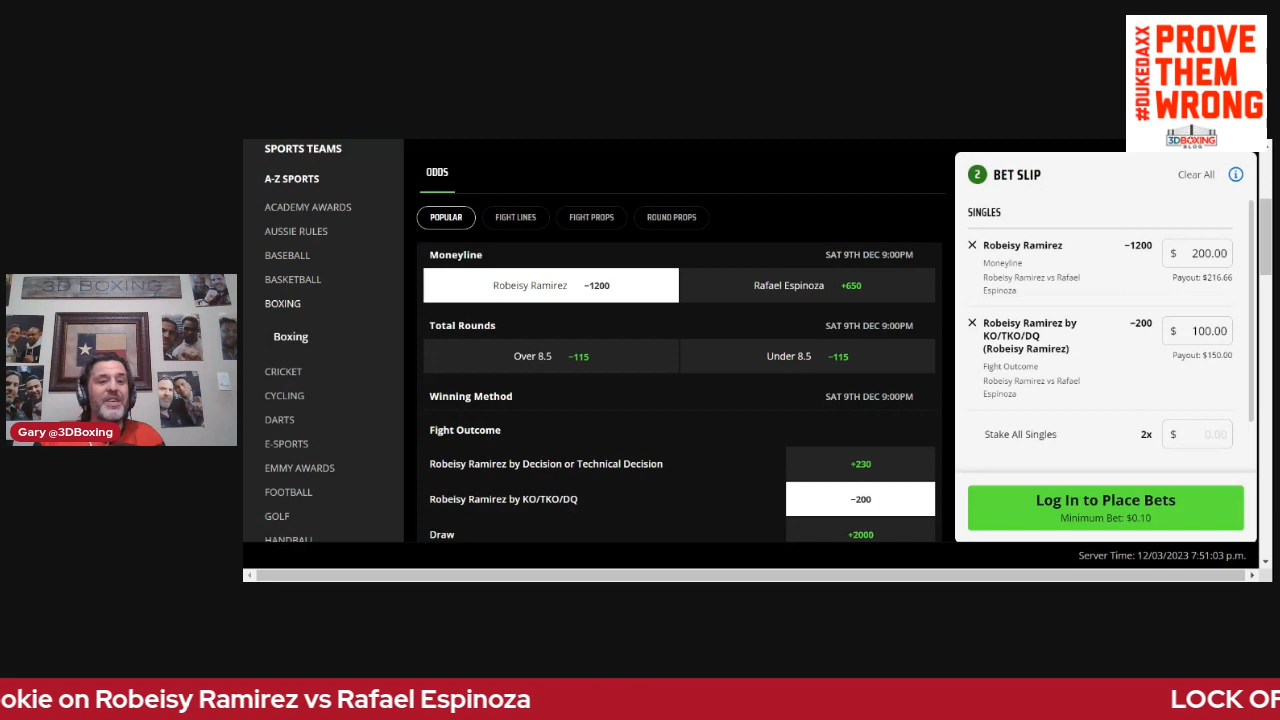 #DUKEDAXX
PROVE
THEM
WRONG
3DBOXING
BLOG
SPORTS TEAMS
A-Z SPORTS
ACADEMY AWARDS
AUSSIE RULES
BASEBALL
BASKETBALL
BOXING
Boxing
CRICKET
CYCLING
DARTS
E-SPORTS
EMMY AWARDS
FOOTBALL
GOLF
HANDBALL
ODDS
POPULAR FIGHT LINES FIGHT PROPS ROUND PROPS
Moneyline SAT 9TH DEC 9:00PM
Robeisy Ramirez −1200 Rafael Espinoza +650
Total Rounds SAT 9TH DEC 9:00PM
Over 8.5 −115 Under 8.5 −115
Winning Method SAT 9TH DEC 9:00PM
Fight Outcome
Robeisy Ramirez by Decision or Technical Decision +230
Robeisy Ramirez by KO/TKO/DQ −200
Draw +2000
2 BET SLIP Clear All i
SINGLES
Robeisy Ramirez −1200 $ 200.00
Moneyline
Robeisy Ramirez vs Rafael
Espinoza
Payout: $216.66
Robeisy Ramirez by
KO/TKO/DQ
(Robeisy Ramirez)
−200 $ 100.00
Payout: $150.00
Fight Outcome
Robeisy Ramirez vs Rafael
Espinoza
Stake All Singles 2x $ 0.00
Log In to Place Bets
Minimum Bet: $0.10
Server Time: 12/03/2023 7:51:03 p.m.
3D BOXING
Gary @3DBoxing
ookie on Robeisy Ramirez vs Rafael Espinoza LOCK OF